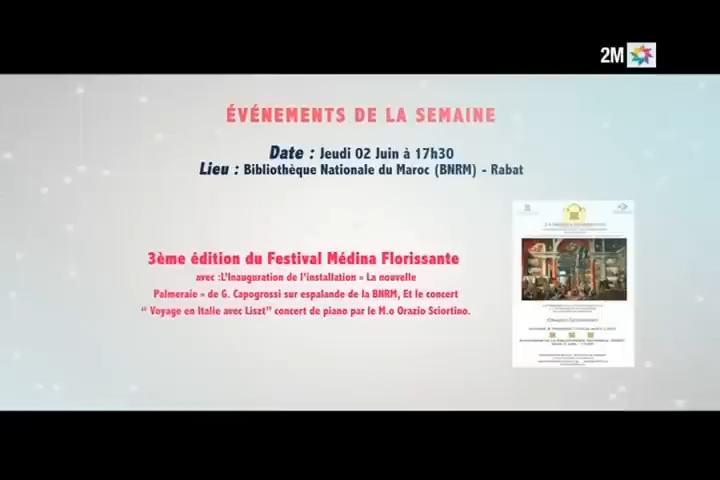 2M
ÉVÉNEMENTS DE LA SEMAINE
Date : Jeudi 02 Juin à 17h30
Lieu : Bibliothèque Nationale du Maroc (BNRM) - Rabat
3ème édition du Festival Médina Florissante
avec :L'Inauguration de l'installation « La nouvelle
Palmeraie » de G. Capogrossi sur espalande de la BNRM, Et le concert
“ Voyage en Italie avec Liszt” concert de piano par le M.o Orazio Sciortino.